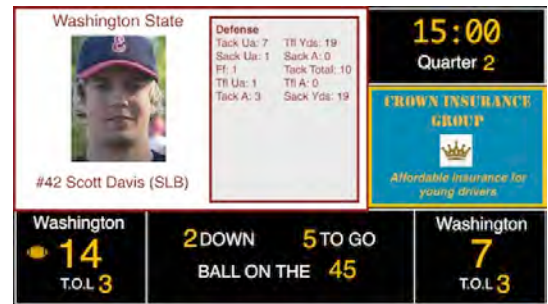 Washington State
#42 Scott Davis (SLB)
Defense
Tack Ua: 7 Tfl Yds: 19
Sack Ua: 1 Sack A: 0
Ff: 1 Tack Total: 10
Tfl Ua: 1 Tfl A: 0
Tack A: 3 Sack Yds: 19
15:00
Quarter 2
CROWN INSURANCE
GROUP
Affordable insurance for
young drivers
Washington
14
T.O.L 3
2 DOWN 5 TO GO
BALL ON THE 45
Washington
7
T.O.L 3